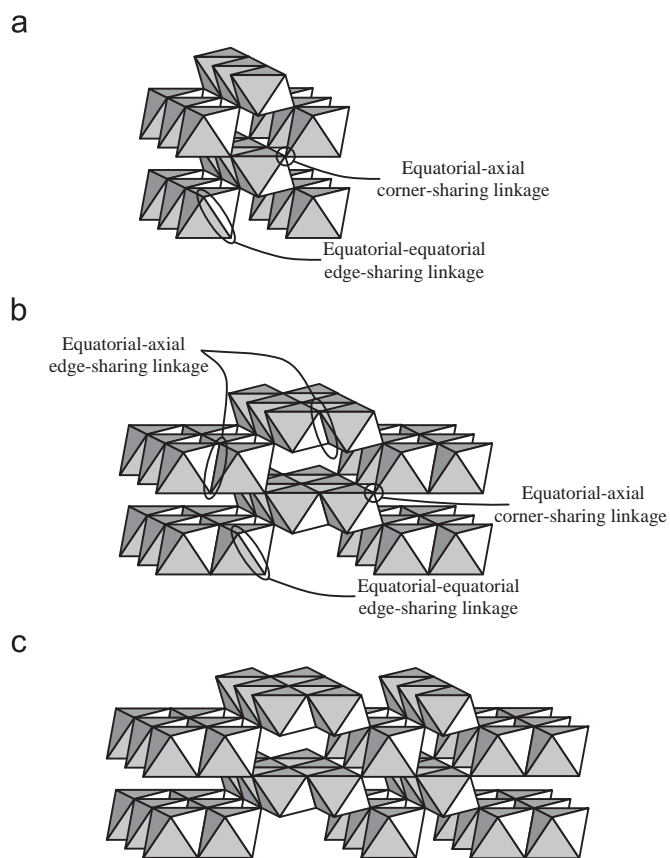 a
Equatorial-axial
corner-sharing linkage
Equatorial-equatorial
edge-sharing linkage
b
Equatorial-axial
edge-sharing linkage
Equatorial-axial
corner-sharing linkage
Equatorial-equatorial
edge-sharing linkage
c